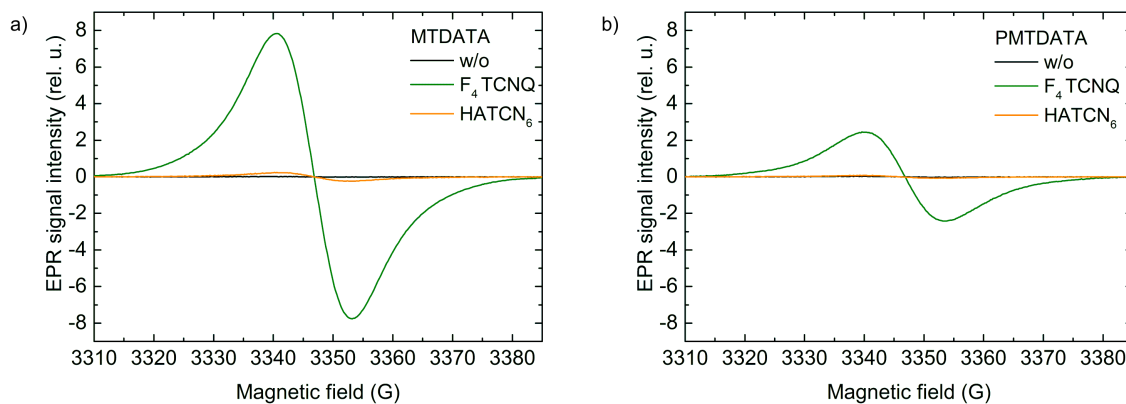 a)
MTDATA
w/o
F₄TCNQ
HATCN₆
8
6
4
2
0
-2
-4
-6
-8
EPR signal intensity (rel. u.)
3310 3320 3330 3340 3350 3360 3370 3380
Magnetic field (G)
b)
PMTDATA
w/o
F₄TCNQ
HATCN₆
8
6
4
2
0
-2
-4
-6
-8
EPR signal intensity (rel. u.)
3310 3320 3330 3340 3350 3360 3370 3380
Magnetic field (G)